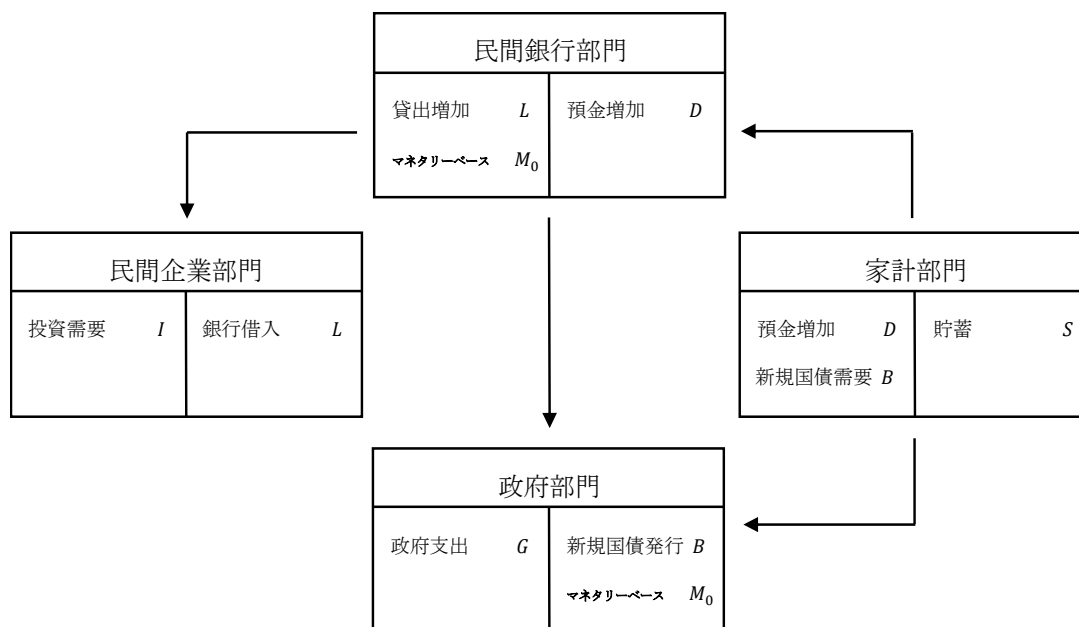 民間銀行部門
貸出増加 L 預金増加 D
マネタリーベース M₀
民間企業部門
投資需要 I 銀行借入 L
家計部門
預金増加 D 貯蓄 S
新規国債需要 B
政府部門
政府支出 G 新規国債発行 B
マネタリーベース M₀